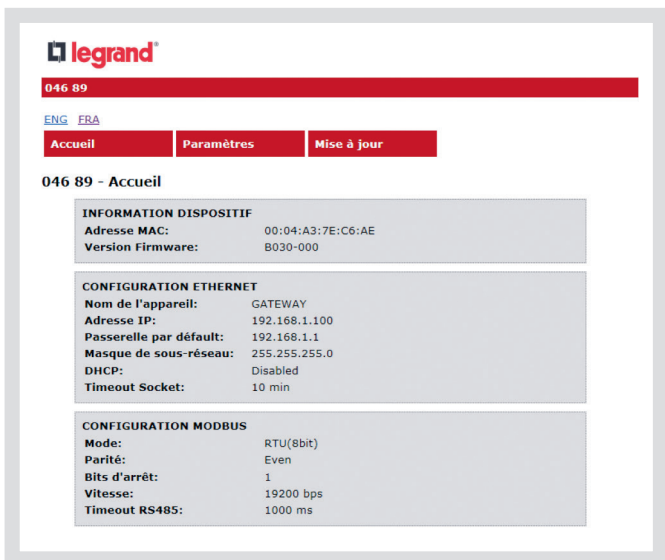 legrand®
046 89
ENG FRA
Accueil Paramètres Mise à jour
046 89 - Accueil
INFORMATION DISPOSITIF
Adresse MAC: 00:04:A3:7E:C6:AE
Version Firmware: B030-000
CONFIGURATION ETHERNET
Nom de l'appareil: GATEWAY
Adresse IP: 192.168.1.100
Passerelle par défault: 192.168.1.1
Masque de sous-réseau: 255.255.255.0
DHCP: Disabled
Timeout Socket: 10 min
CONFIGURATION MODBUS
Mode: RTU(8bit)
Parité: Even
Bits d'arrêt: 1
Vitesse: 19200 bps
Timeout RS485: 1000 ms